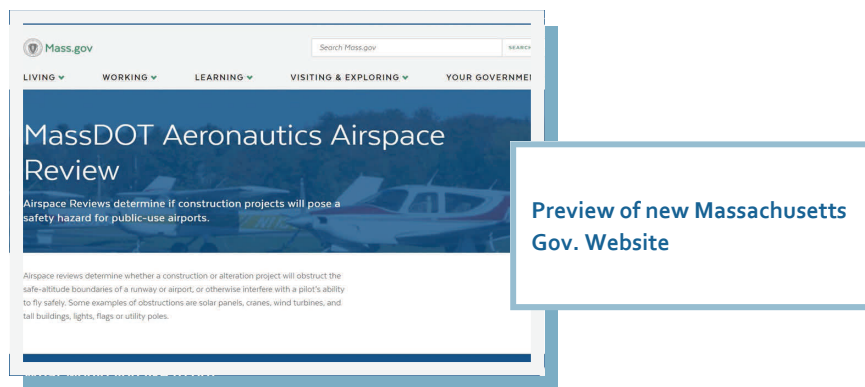 Mass.gov
Search Mass.gov
SEARCH
LIVING
WORKING
LEARNING
VISITING & EXPLORING
YOUR GOVERNME
MassDOT Aeronautics Airspace
Review
Airspace Reviews determine if construction projects will pose a
safety hazard for public-use airports.
Airspace reviews determine whether a construction or alteration project will obstruct the
safe-altitude boundaries of a runway or airport, or otherwise interfere with a pilot's ability
to fly safely. Some examples of obstructions are solar panels, cranes, wind turbines, and
tall buildings, lights, flags or utility poles.
Preview of new Massachusetts
Gov. Website